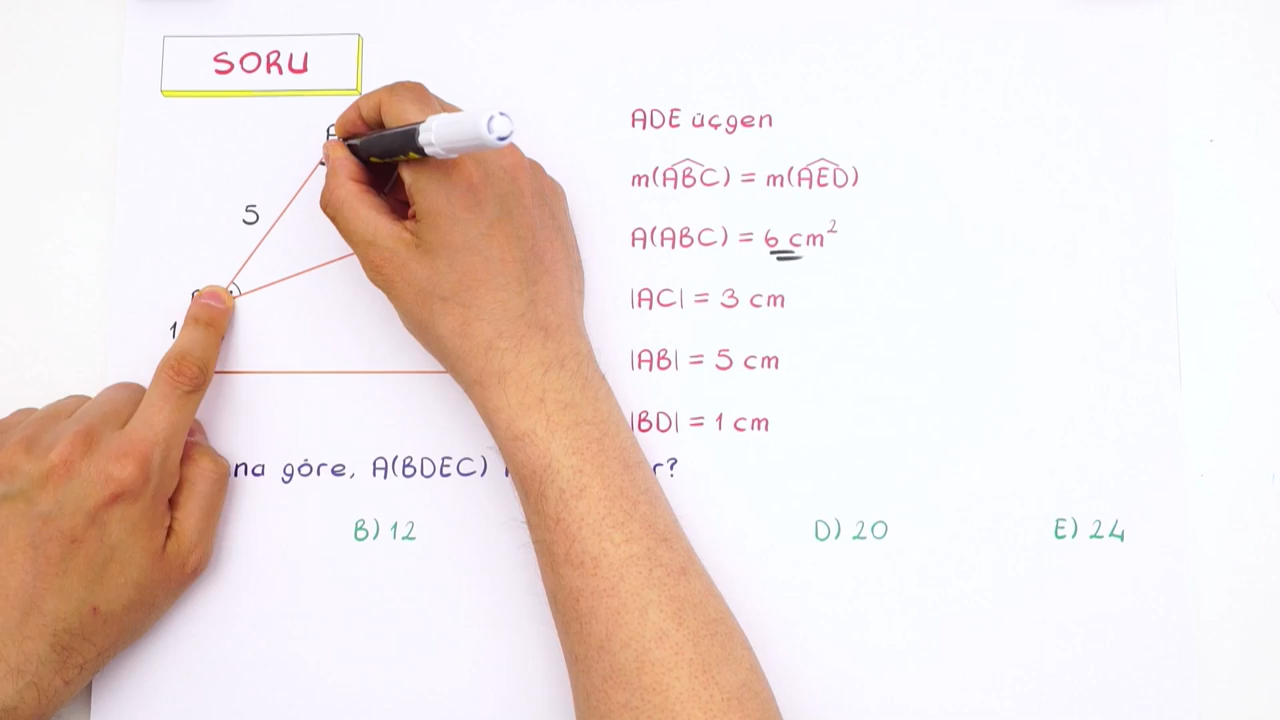 SORU
ADE üçgen
m(ABC) = m(AED)
A(ABC) = 6 cm²
|AC| = 3 cm
|AB| = 5 cm
|BD| = 1 cm
5
1
göre, A(BDEC)
B) 12
D) 20
E) 24